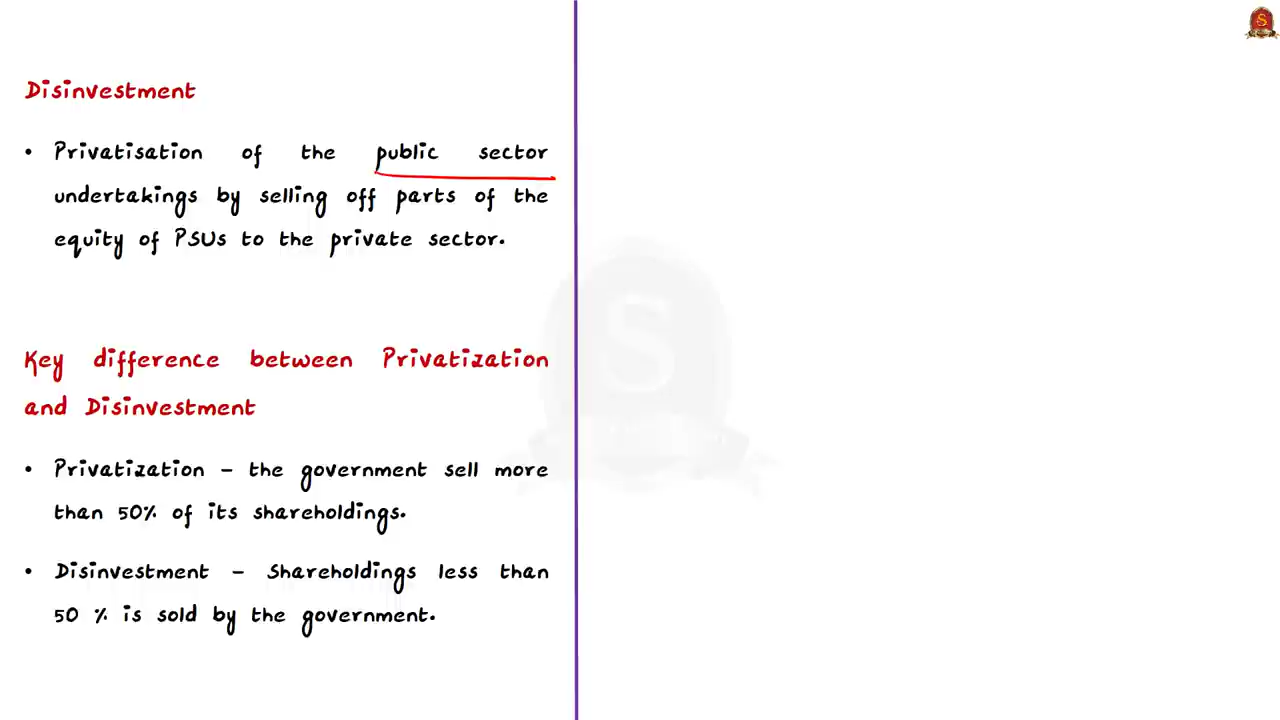 S
Disinvestment
• Privatisation of the public sector
undertakings by selling off parts of the
equity of PSUs to the private sector.
Key difference between Privatization
and Disinvestment
• Privatization – the government sell more
than 50% of its shareholdings.
• Disinvestment – Shareholdings less than
50 % is sold by the government.
S